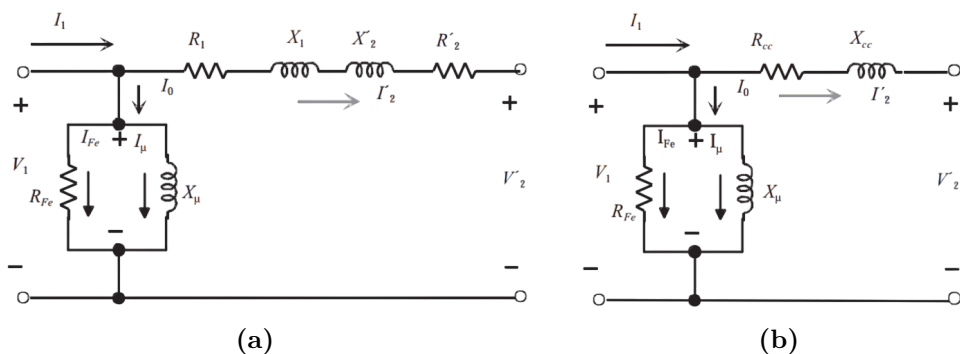 I₁
R₁ X₁ X´₂ R´₂
I₀ I´₂
+ +
I_Fe + I_μ
V₁ V´₂
R_Fe X_μ
−
− −
(a)
I₁
R_cc X_cc
I₀ I´₂
+ +
I_Fe + I_μ
V₁ V´₂
R_Fe X_μ
−
− −
(b)